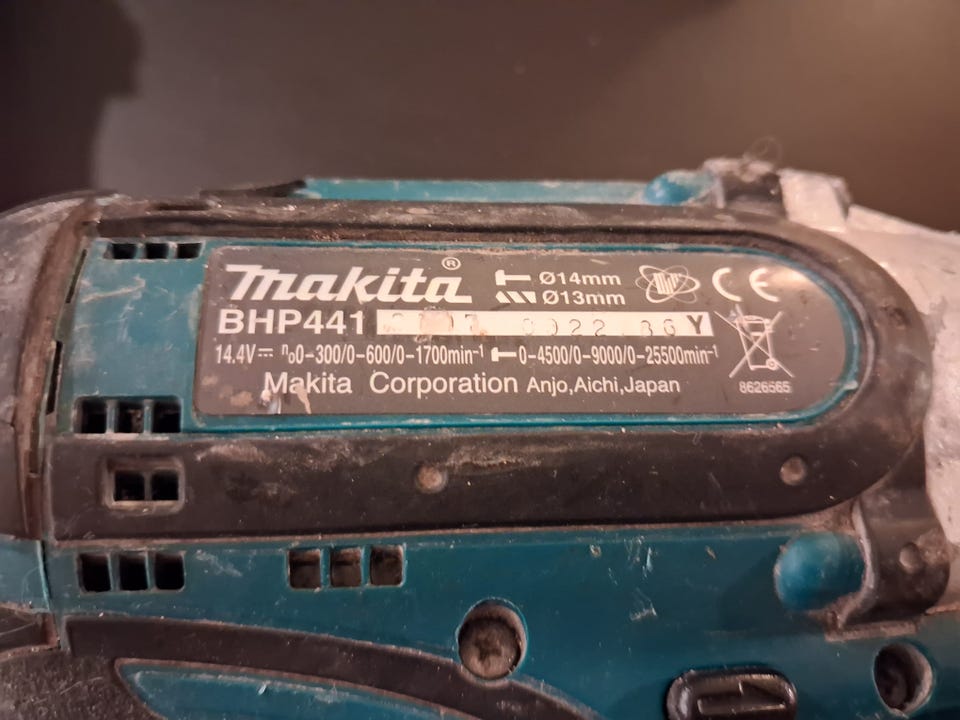 makita® Ø14mm CE
Ø13mm
BHP441 Y
14.4V⎓ n₀0-300/0-600/0-1700min⁻¹ 0-4500/0-9000/0-25500min⁻¹
Makita Corporation Anjo,Aichi,Japan 8626565